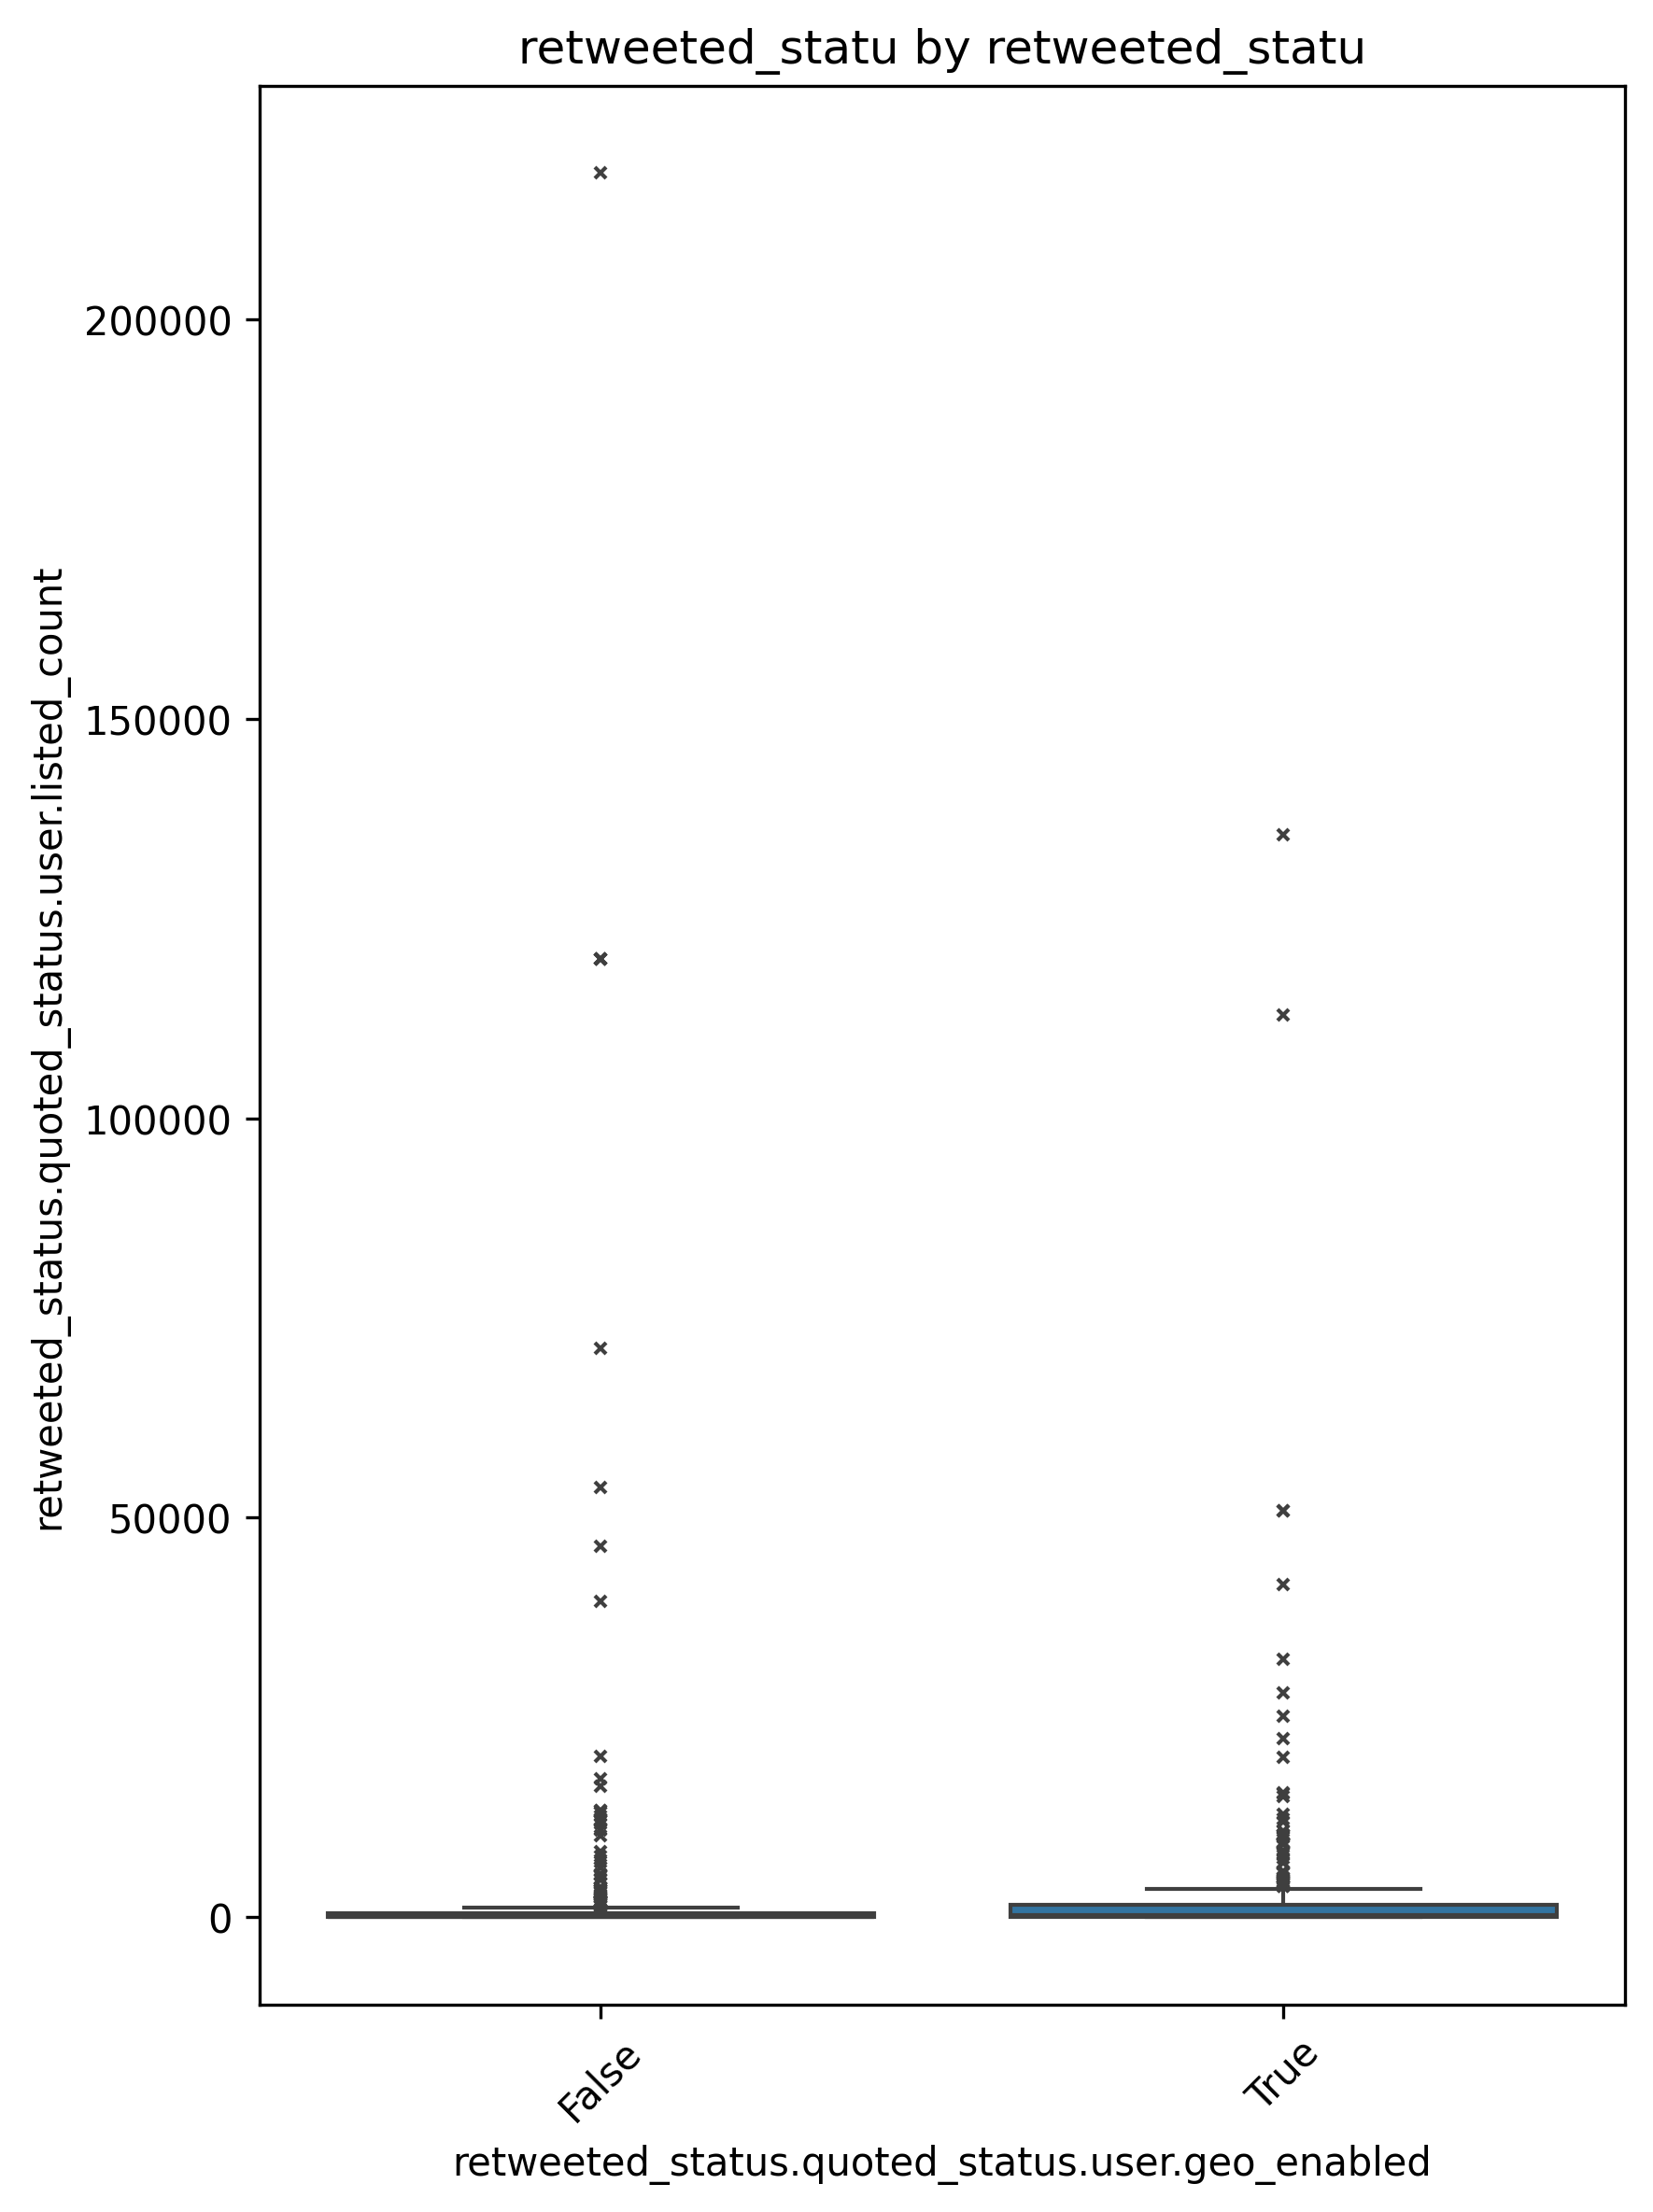 retweeted_statu by retweeted_statu
retweeted_status.quoted_status.user.listed_count
200000
150000
100000
50000
0
False
True
retweeted_status.quoted_status.user.geo_enabled